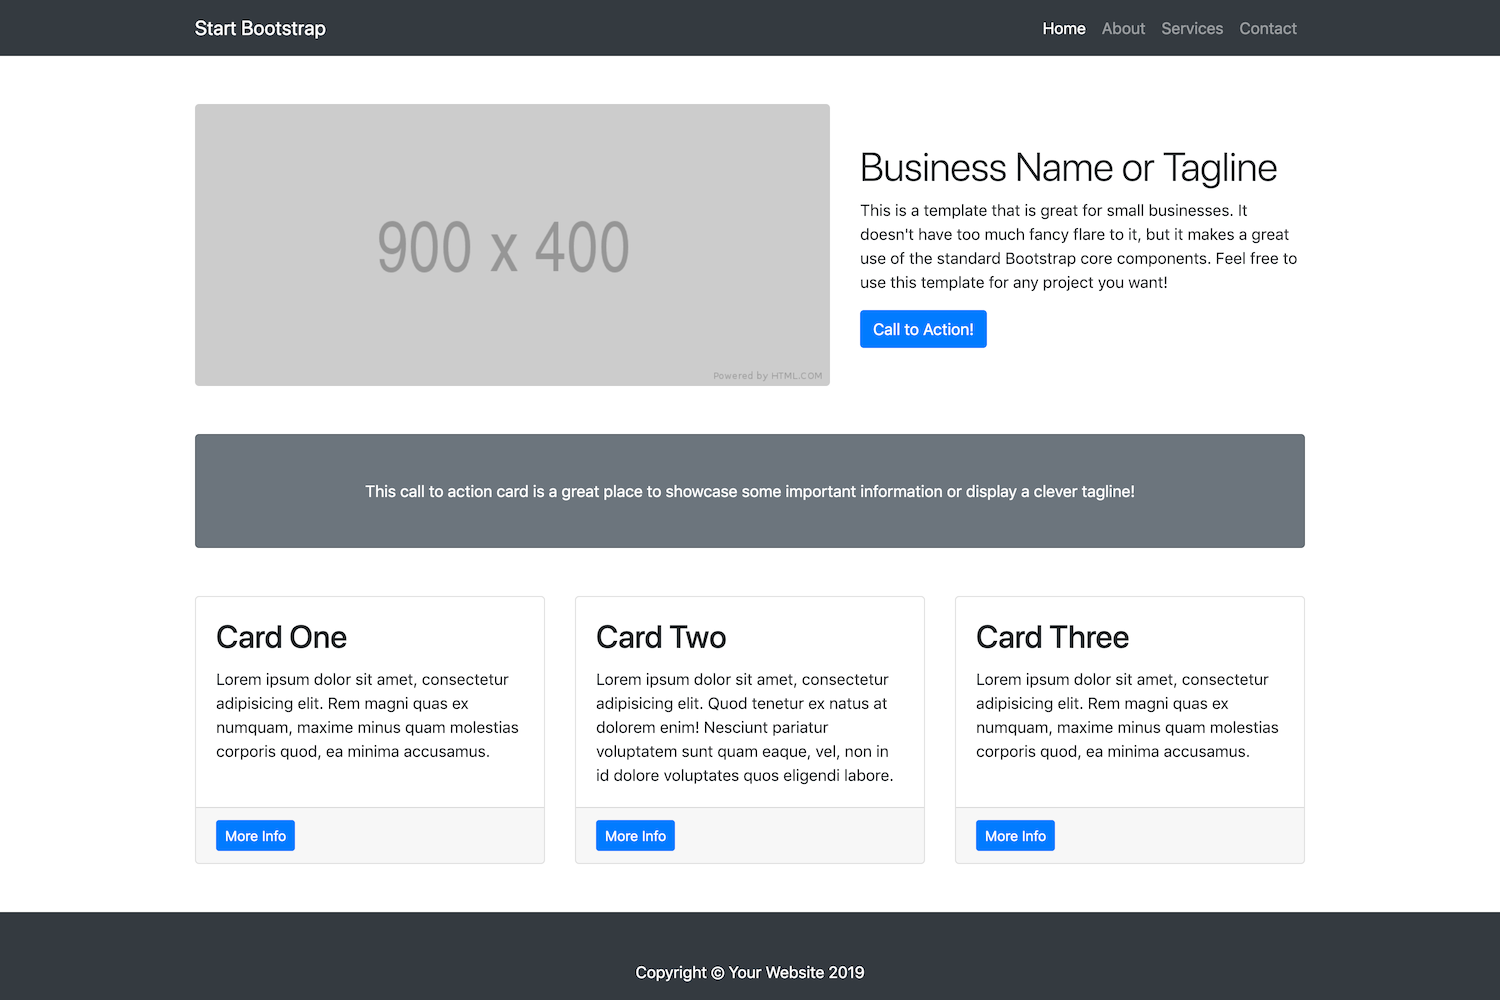 Start Bootstrap
Home About Services Contact
900 x 400
Powered by HTML.COM
Business Name or Tagline
This is a template that is great for small businesses. It
doesn't have too much fancy flare to it, but it makes a great
use of the standard Bootstrap core components. Feel free to
use this template for any project you want!
Call to Action!
This call to action card is a great place to showcase some important information or display a clever tagline!
Card One
Lorem ipsum dolor sit amet, consectetur
adipisicing elit. Rem magni quas ex
numquam, maxime minus quam molestias
corporis quod, ea minima accusamus.
More Info
Card Two
Lorem ipsum dolor sit amet, consectetur
adipisicing elit. Quod tenetur ex natus at
dolorem enim! Nesciunt pariatur
voluptatem sunt quam eaque, vel, non in
id dolore voluptates quos eligendi labore.
More Info
Card Three
Lorem ipsum dolor sit amet, consectetur
adipisicing elit. Rem magni quas ex
numquam, maxime minus quam molestias
corporis quod, ea minima accusamus.
More Info
Copyright © Your Website 2019